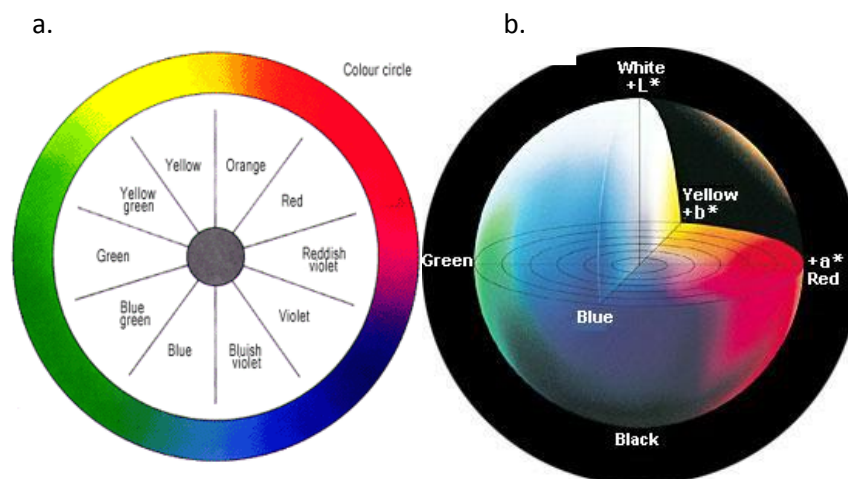 a.
Colour circle
Yellow
Orange
Yellow
green
Red
Green
Reddish
violet
Blue
green
Violet
Blue
Bluish
violet
b.
White
+L*
Yellow
+b*
Green
+a*
Red
Blue
Black